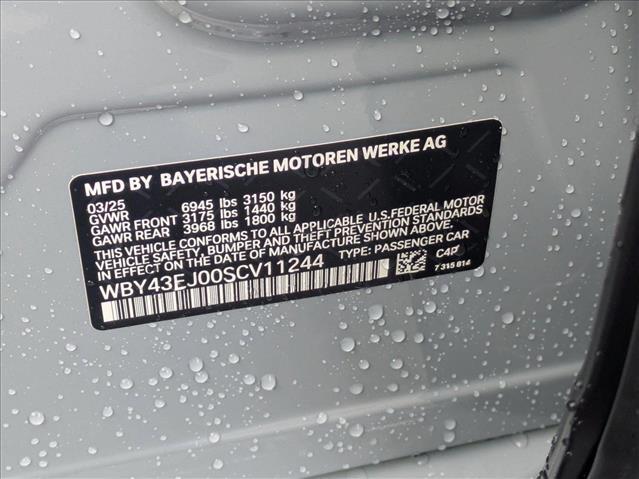 MFD BY BAYERISCHE MOTOREN WERKE AG
03/25
GVWR 6945 lbs 3150 kg
GAWR FRONT 3175 lbs 1440 kg
GAWR REAR 3968 lbs 1800 kg
THIS VEHICLE CONFORMS TO ALL APPLICABLE U.S.FEDERAL MOTOR
VEHICLE SAFETY, BUMPER, AND THEFT PREVENTION STANDARDS
IN EFFECT ON THE DATE OF MANUFACTURE SHOWN ABOVE.
WBY43EJ00SCV11244 TYPE: PASSENGER CAR
C4P
7 315 814